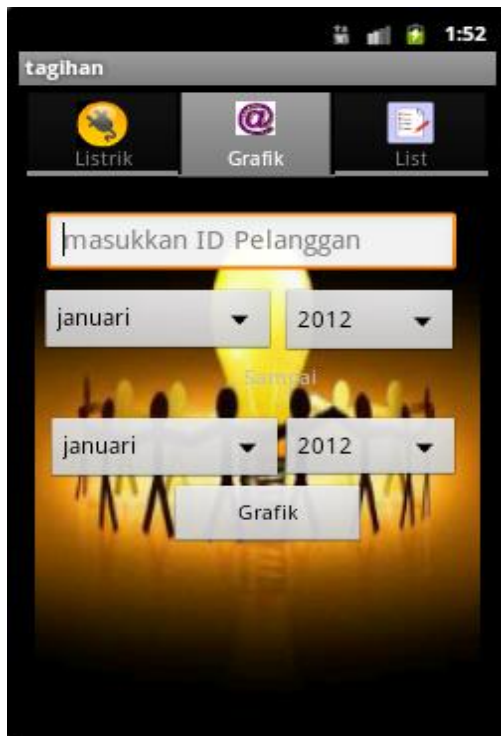 1:52
tagihan
Listrik Grafik List
masukkan ID Pelanggan
januari 2012
Sampai
januari 2012
Grafik